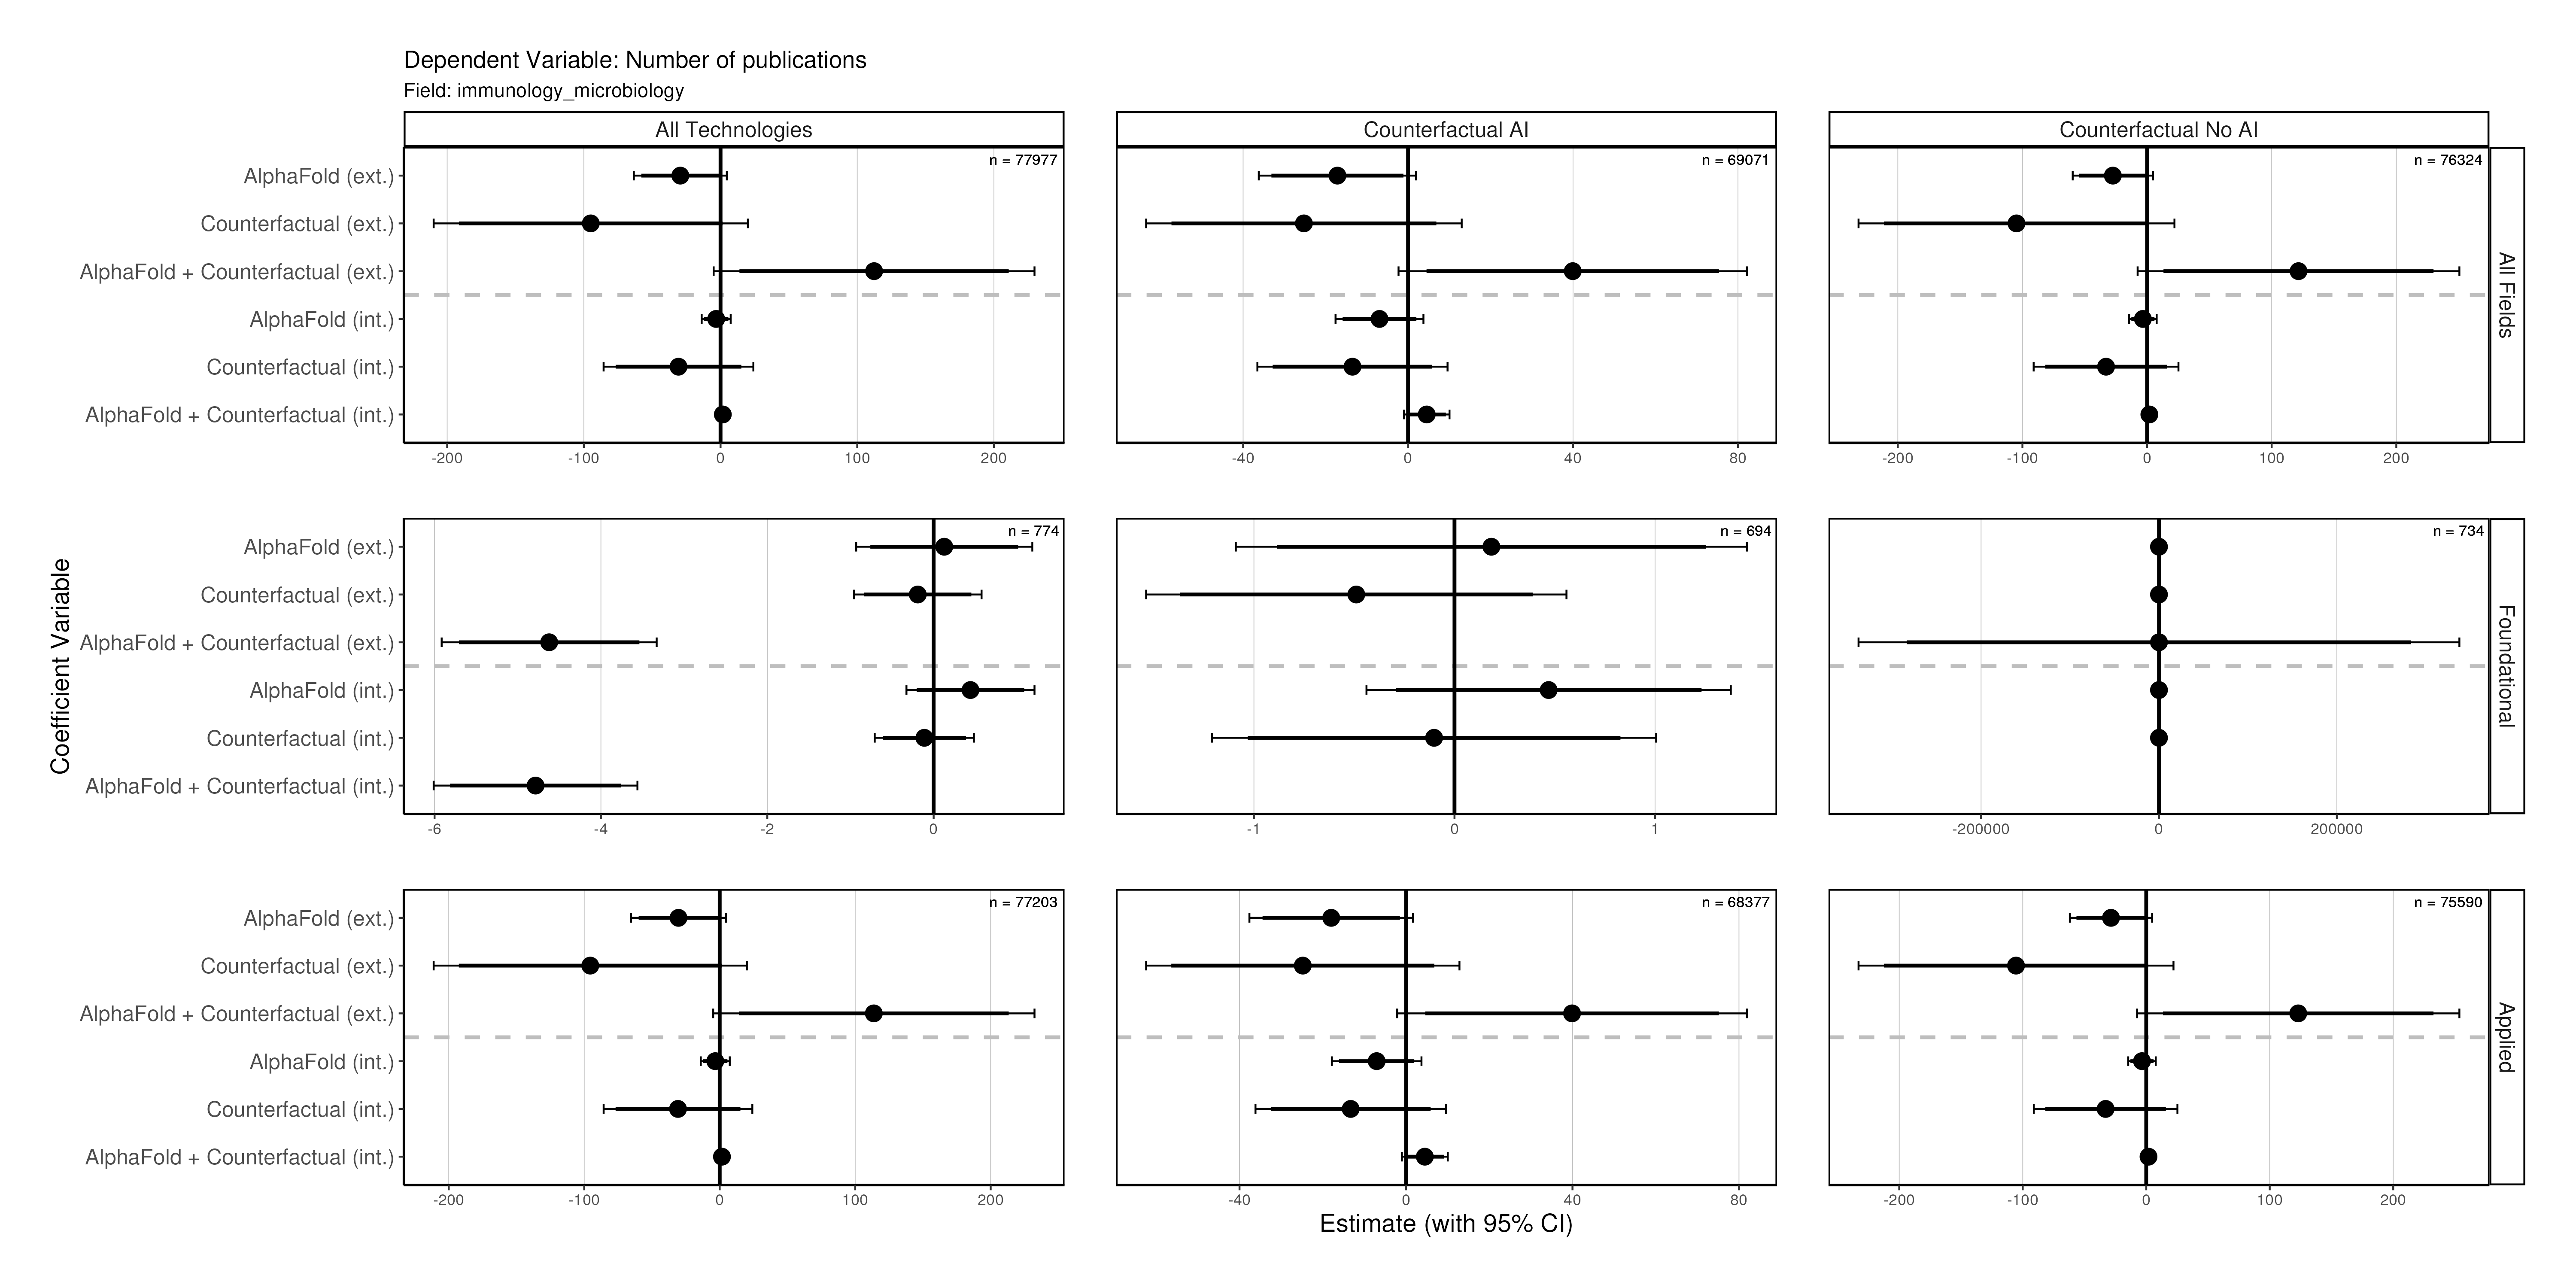 Dependent Variable: Number of publications
Field: immunology_microbiology
All Technologies
Counterfactual AI
Counterfactual No AI
AlphaFold (ext.)
Counterfactual (ext.)
AlphaFold + Counterfactual (ext.)
AlphaFold (int.)
Counterfactual (int.)
AlphaFold + Counterfactual (int.)
n = 77977
n = 69071
n = 76324
All Fields
-200 -100 0 100 200
-40 0 40 80
-200 -100 0 100 200
Coefficient Variable
AlphaFold (ext.)
Counterfactual (ext.)
AlphaFold + Counterfactual (ext.)
AlphaFold (int.)
Counterfactual (int.)
AlphaFold + Counterfactual (int.)
n = 774
n = 694
n = 734
Foundational
-6 -4 -2 0
-1 0 1
-200000 0 200000
AlphaFold (ext.)
Counterfactual (ext.)
AlphaFold + Counterfactual (ext.)
AlphaFold (int.)
Counterfactual (int.)
AlphaFold + Counterfactual (int.)
n = 77203
n = 68377
n = 75590
Applied
-200 -100 0 100 200
-40 0 40 80
-200 -100 0 100 200
Estimate (with 95% CI)